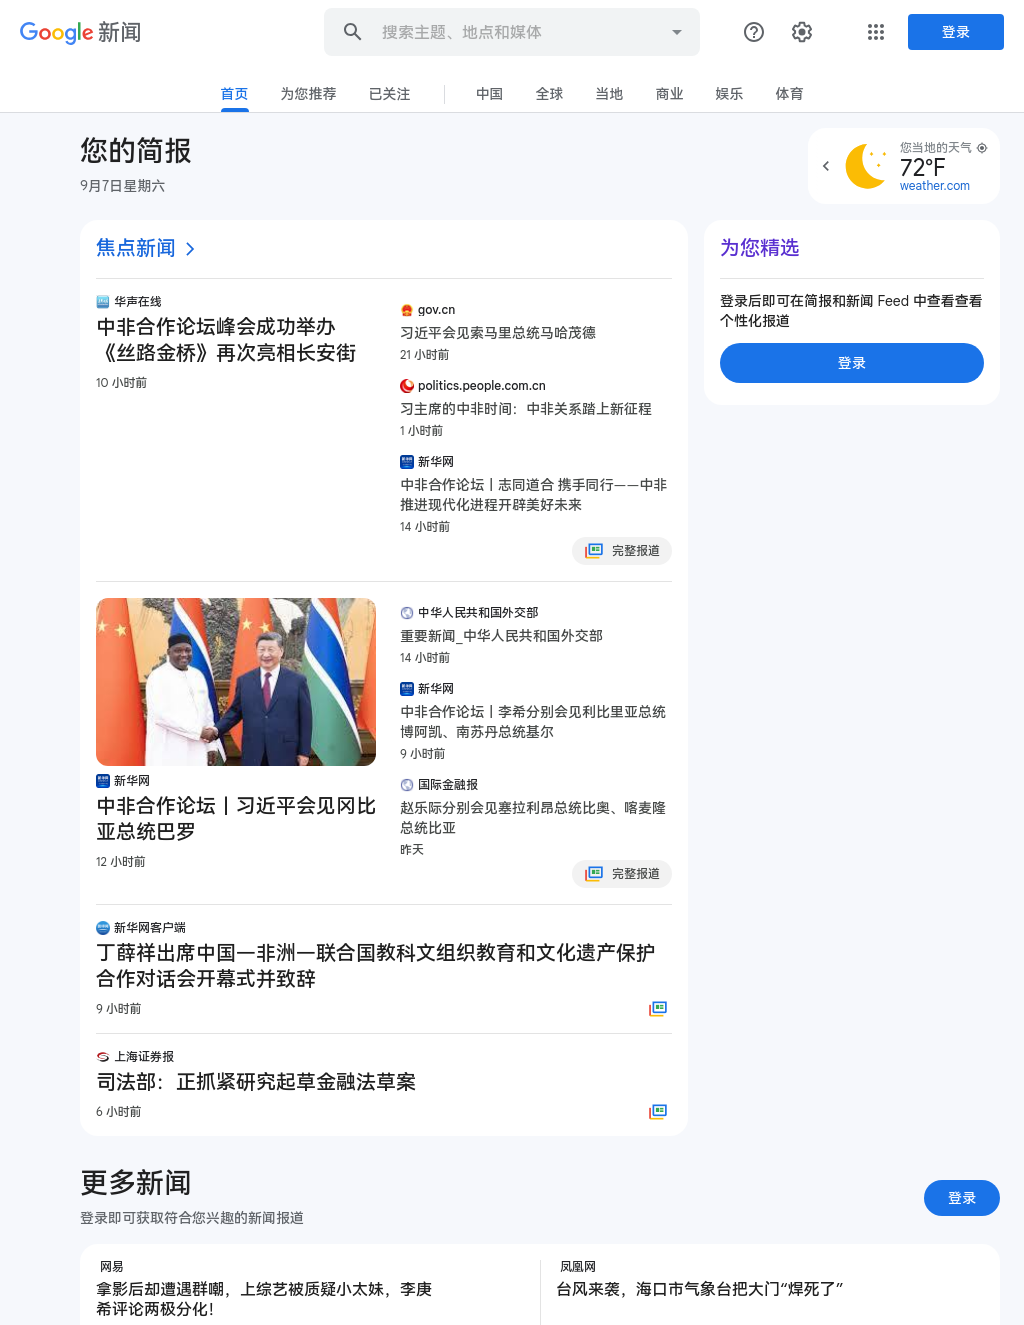 Google 新闻
搜索主题、地点和媒体
登录
首页
为您推荐
已关注
中国
全球
当地
商业
娱乐
体育
您的简报
9月7日星期六
您当地的天气
72°F
weather.com
焦点新闻
华声在线
中非合作论坛峰会成功举办
《丝路金桥》再次亮相长安街
10 小时前
gov.cn
习近平会见索马里总统马哈茂德
21 小时前
politics.people.com.cn
习主席的中非时间：中非关系踏上新征程
1 小时前
新华网
中非合作论坛丨志同道合 携手同行——中非
推进现代化进程开辟美好未来
14 小时前
完整报道
为您精选
登录后即可在简报和新闻 Feed 中查看查看
个性化报道
登录
新华网
中非合作论坛丨习近平会见冈比
亚总统巴罗
12 小时前
中华人民共和国外交部
重要新闻_中华人民共和国外交部
14 小时前
新华网
中非合作论坛丨李希分别会见利比里亚总统
博阿凯、南苏丹总统基尔
9 小时前
国际金融报
赵乐际分别会见塞拉利昂总统比奥、喀麦隆
总统比亚
昨天
完整报道
新华网客户端
丁薛祥出席中国—非洲—联合国教科文组织教育和文化遗产保护
合作对话会开幕式并致辞
9 小时前
上海证券报
司法部：正抓紧研究起草金融法草案
6 小时前
更多新闻
登录即可获取符合您兴趣的新闻报道
登录
网易
拿影后却遭遇群嘲，上综艺被质疑小太妹，李庚
希评论两极分化！
凤凰网
台风来袭，海口市气象台把大门“焊死了”